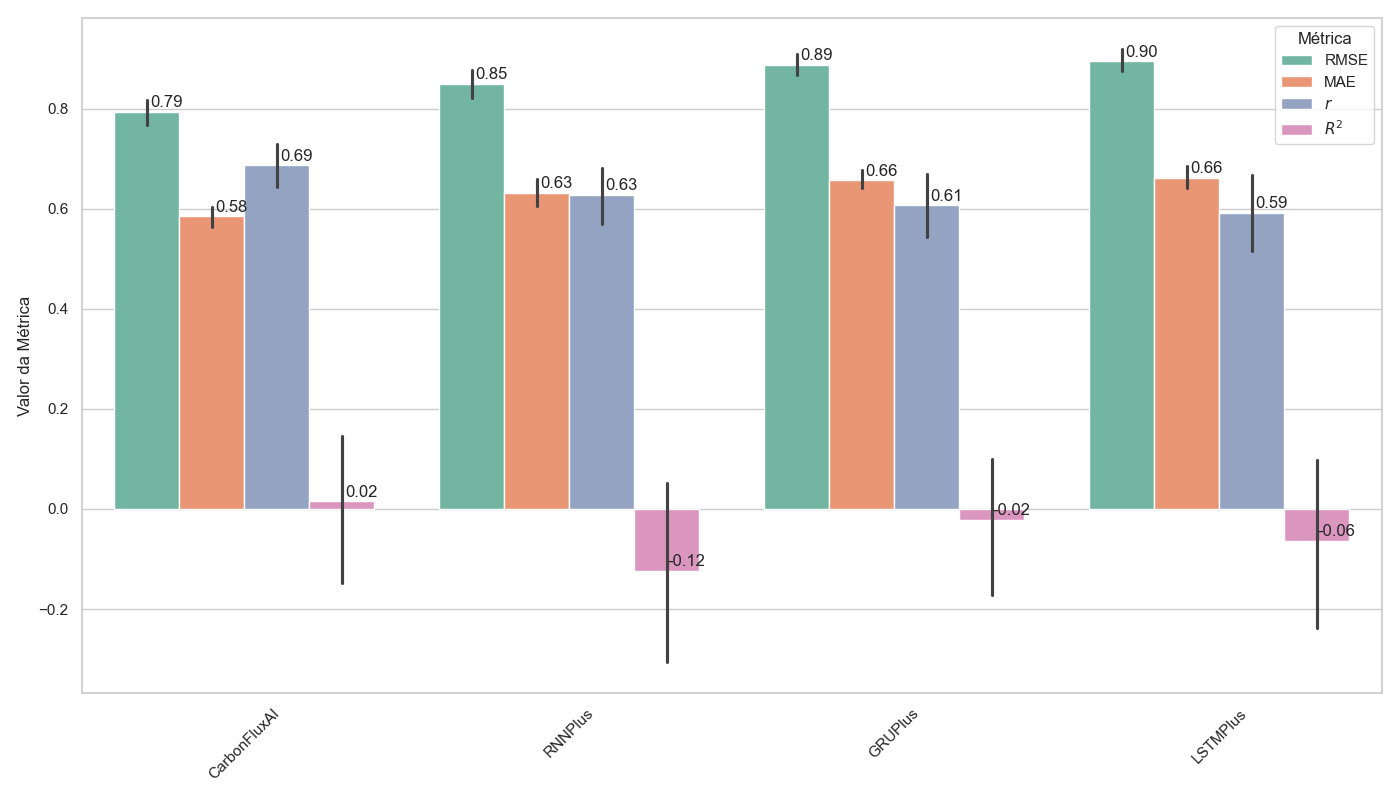 Métrica
RMSE
MAE
r
R²
Valor da Métrica
0.8
0.6
0.4
0.2
0.0
−0.2
0.79
0.58
0.69
0.02
0.85
0.63
0.63
-0.12
0.89
0.66
0.61
-0.02
0.90
0.66
0.59
-0.06
CarbonFluxAI
RNNPlus
GRUPlus
LSTMPlus